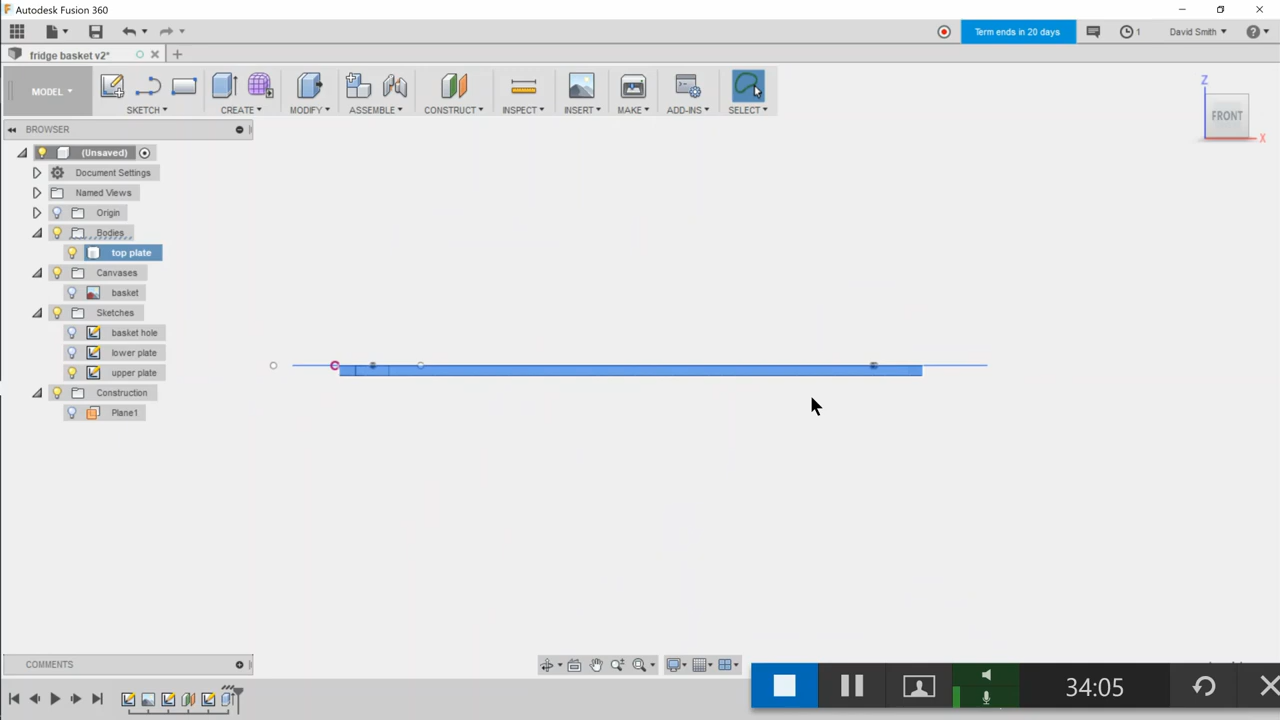 Autodesk Fusion 360
Term ends in 20 days
1
David Smith
fridge basket v2*
MODEL
SKETCH
CREATE
MODIFY
ASSEMBLE
CONSTRUCT
INSPECT
INSERT
MAKE
ADD-INS
SELECT
Z
FRONT
X
BROWSER
(Unsaved)
Document Settings
Named Views
Origin
Bodies
top plate
Canvases
basket
Sketches
basket hole
lower plate
upper plate
Construction
Plane1
COMMENTS
34:05